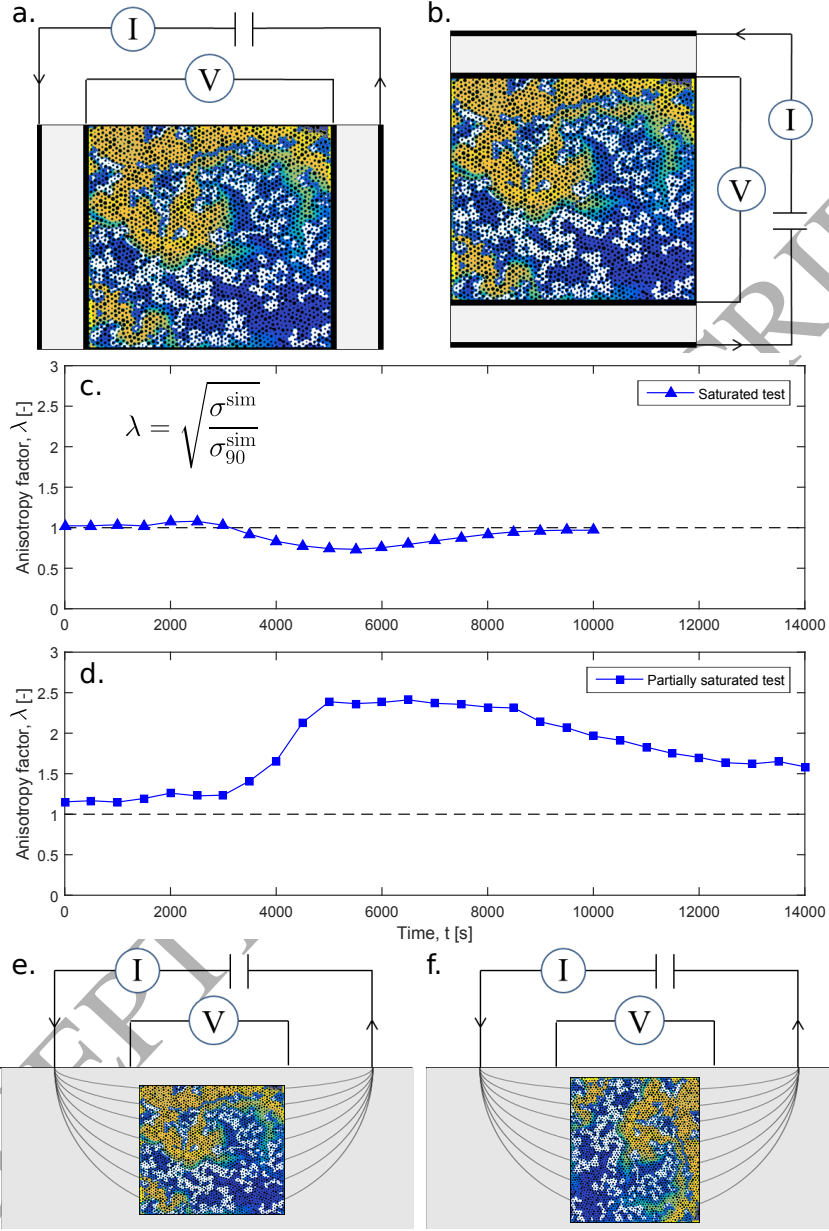 a.
I
V
b.
I
V
c.
λ = √(σ^sim / σ_90^sim)
Saturated test
Anisotropy factor, λ [-]
3
2.5
2
1.5
1
0.5
0
0 2000 4000 6000 8000 10000 12000 14000
d.
Partially saturated test
Anisotropy factor, λ [-]
3
2.5
2
1.5
1
0.5
0
0 2000 4000 6000 8000 10000 12000 14000
Time, t [s]
e.
I
V
f.
I
V